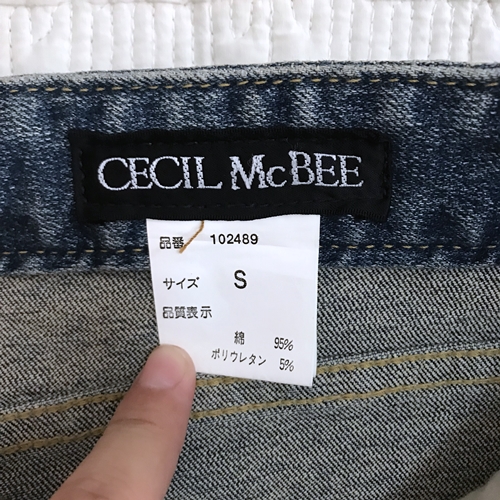 CECIL McBEE
品番 102489
サイズ S
品質表示
綿 95%
ポリウレタン 5%